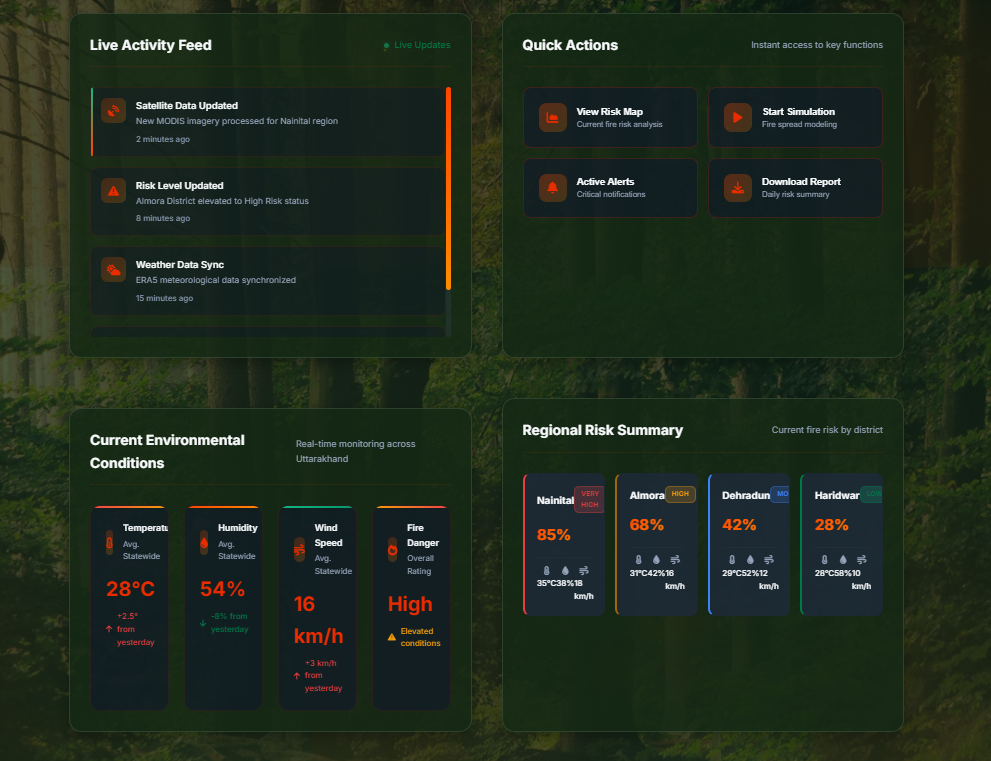 Live Activity Feed
Live Updates
Satellite Data Updated
New MODIS imagery processed for Nainital region
2 minutes ago
Risk Level Updated
Almora District elevated to High Risk status
8 minutes ago
Weather Data Sync
ERA5 meteorological data synchronized
15 minutes ago
Quick Actions
Instant access to key functions
View Risk Map
Current fire risk analysis
Start Simulation
Fire spread modeling
Active Alerts
Critical notifications
Download Report
Daily risk summary
Current Environmental
Conditions
Real-time monitoring across
Uttarakhand
Temperatu
Avg.
Statewide
28°C
+2.5°
from
yesterday
Humidity
Avg.
Statewide
54%
-8% from
yesterday
Wind
Speed
Avg.
Statewide
16
km/h
+3 km/h
from
yesterday
Fire
Danger
Overall
Rating
High
Elevated
conditions
Regional Risk Summary
Current fire risk by district
Nainital
VERY
HIGH
85%
35°C38%18
km/h
Almora
HIGH
68%
31°C42%16
km/h
Dehradun
MO
42%
29°C52%12
km/h
Haridwar
LOW
28%
28°C58%10
km/h